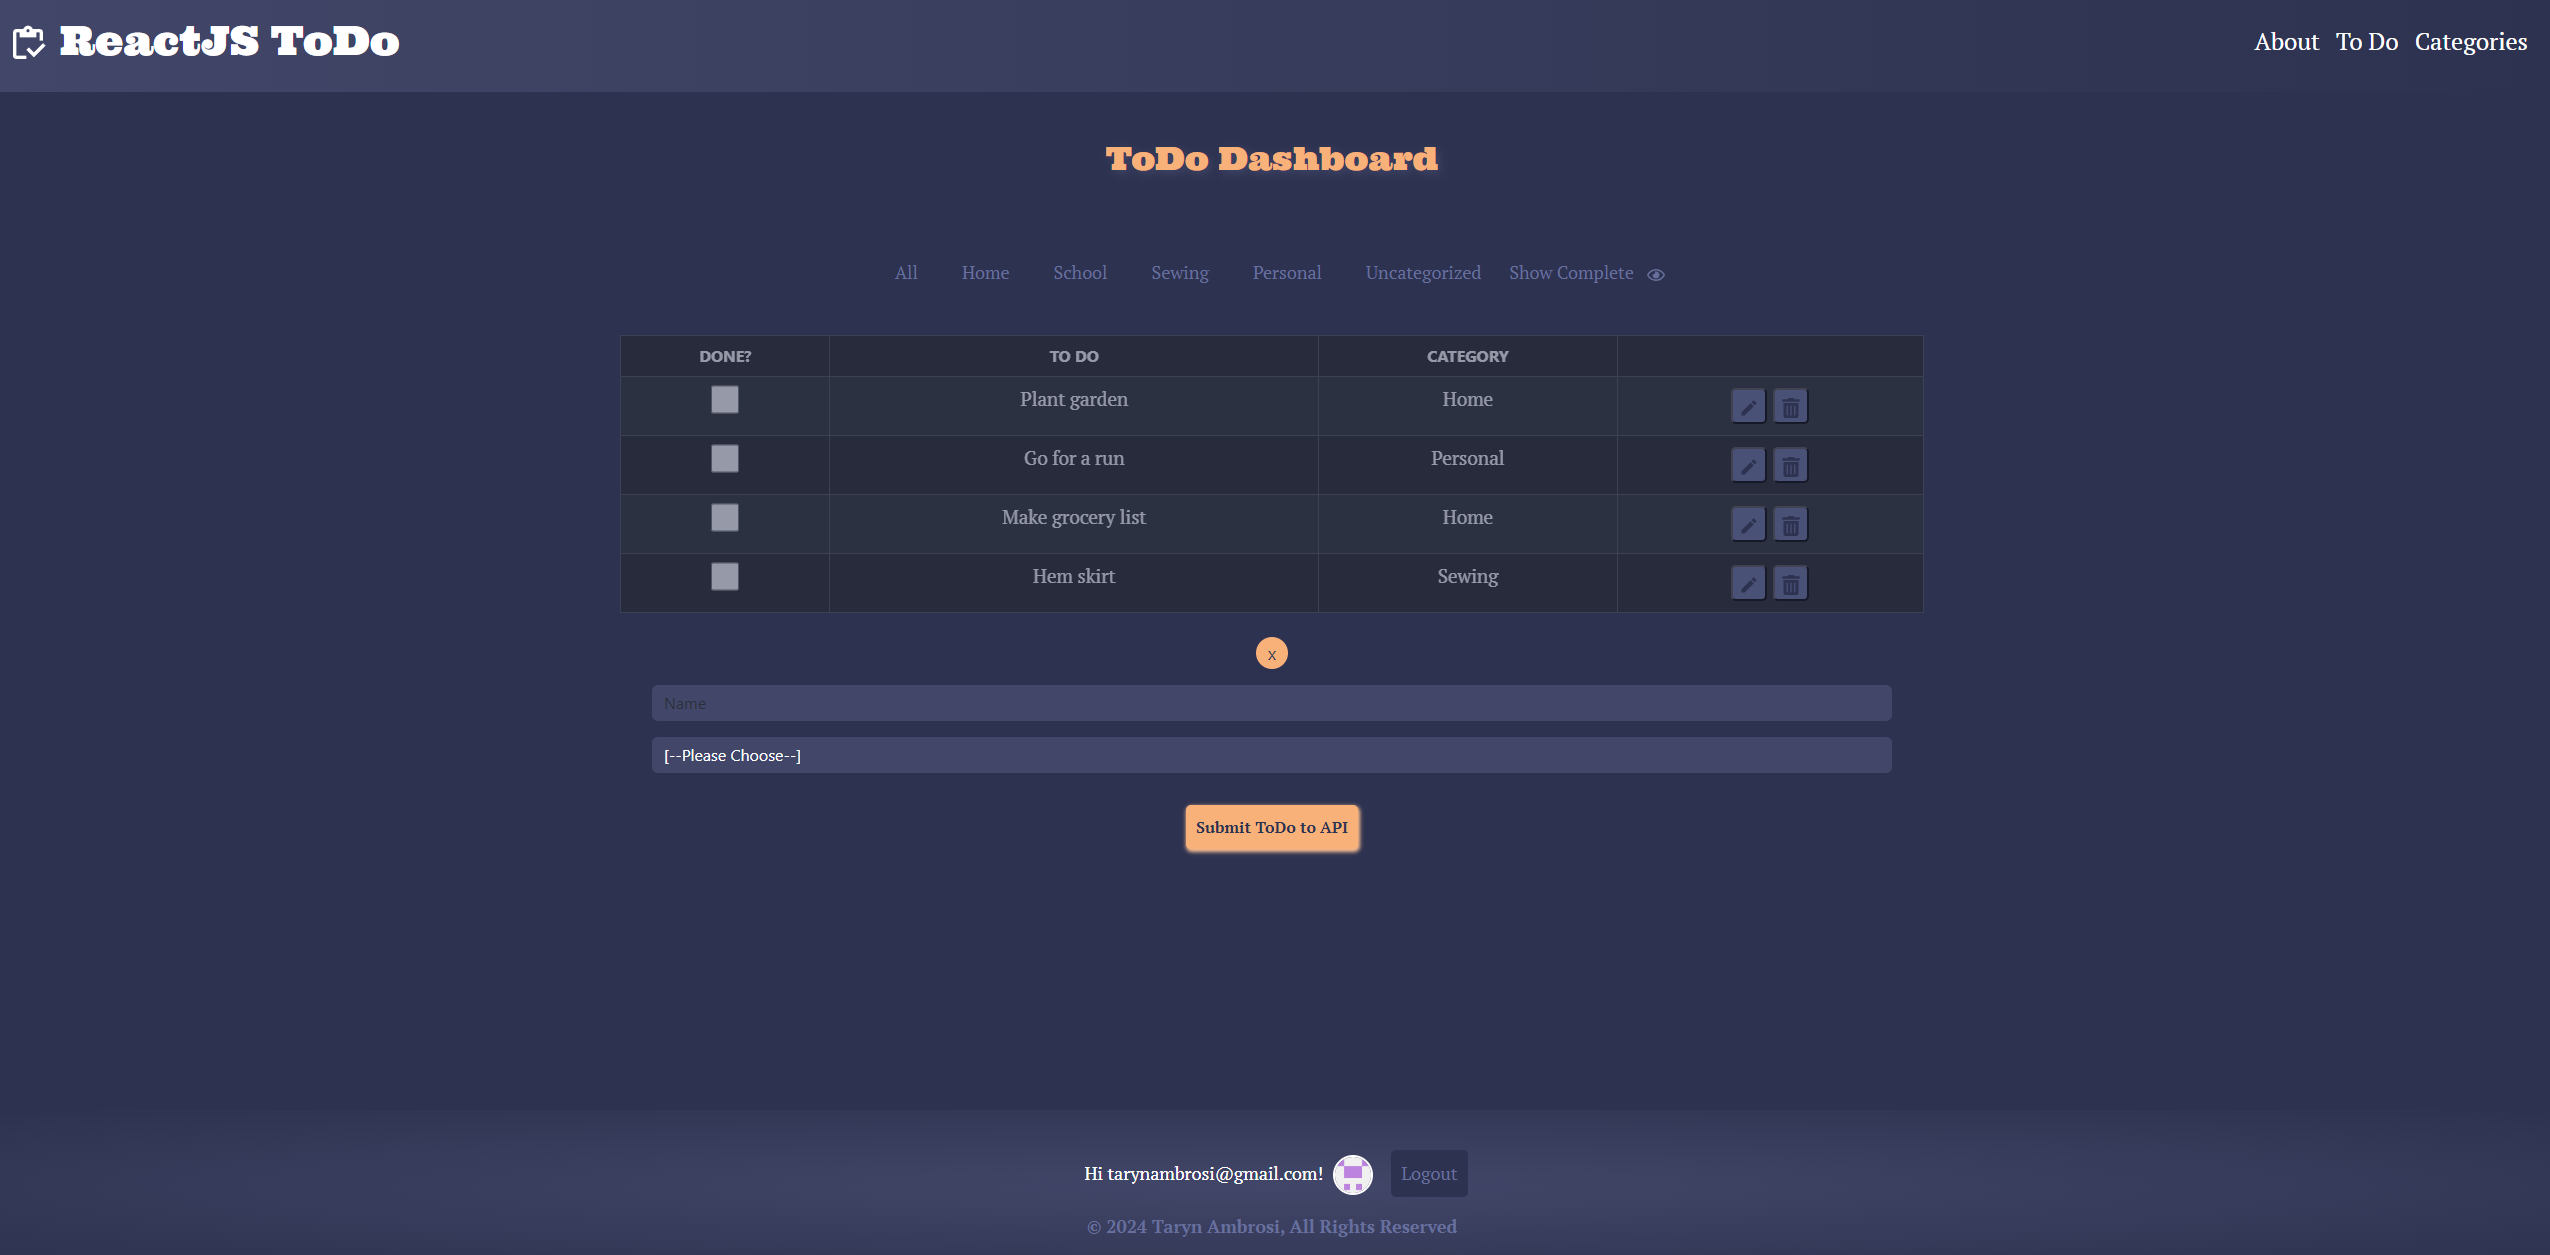 ReactJS ToDo
About To Do Categories
ToDo Dashboard
All Home School Sewing Personal Uncategorized Show Complete
DONE? TO DO CATEGORY
Plant garden Home
Go for a run Personal
Make grocery list Home
Hem skirt Sewing
x
Name
[--Please Choose--]
Submit ToDo to API
Hi tarynambrosi@gmail.com! Logout
© 2024 Taryn Ambrosi, All Rights Reserved